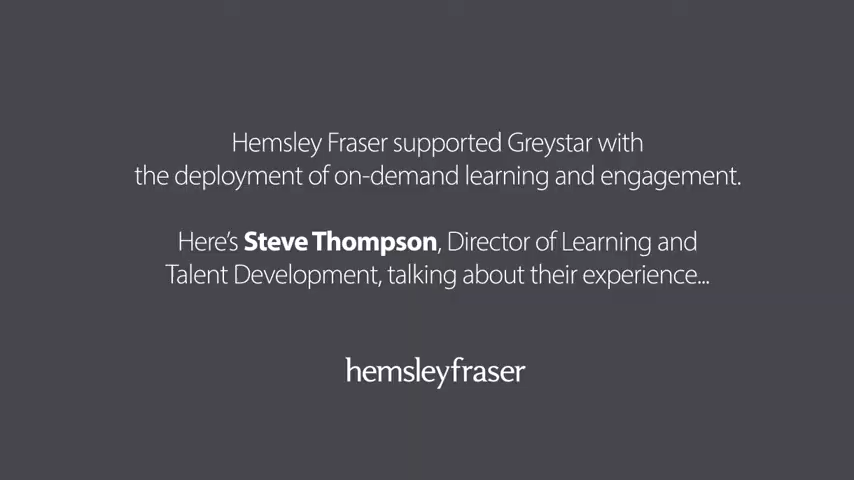 Hemsley Fraser supported Greystar with
the deployment of on-demand learning and engagement.
Here’s Steve Thompson, Director of Learning and
Talent Development, talking about their experience...
hemsleyfraser